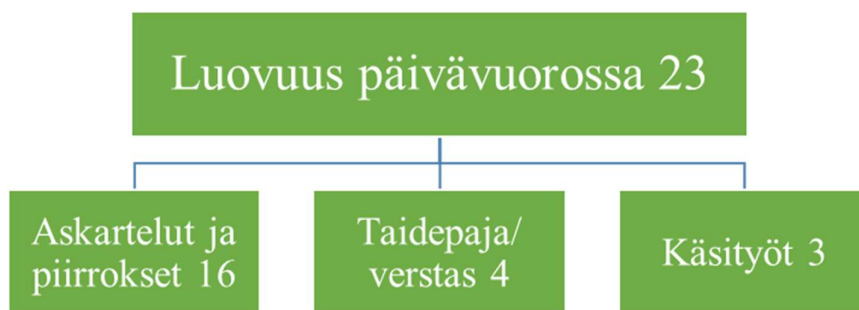 Luovuus päivävuorossa 23
Askartelut ja
piirrokset 16
Taidepaja/
verstas 4
Käsityöt 3